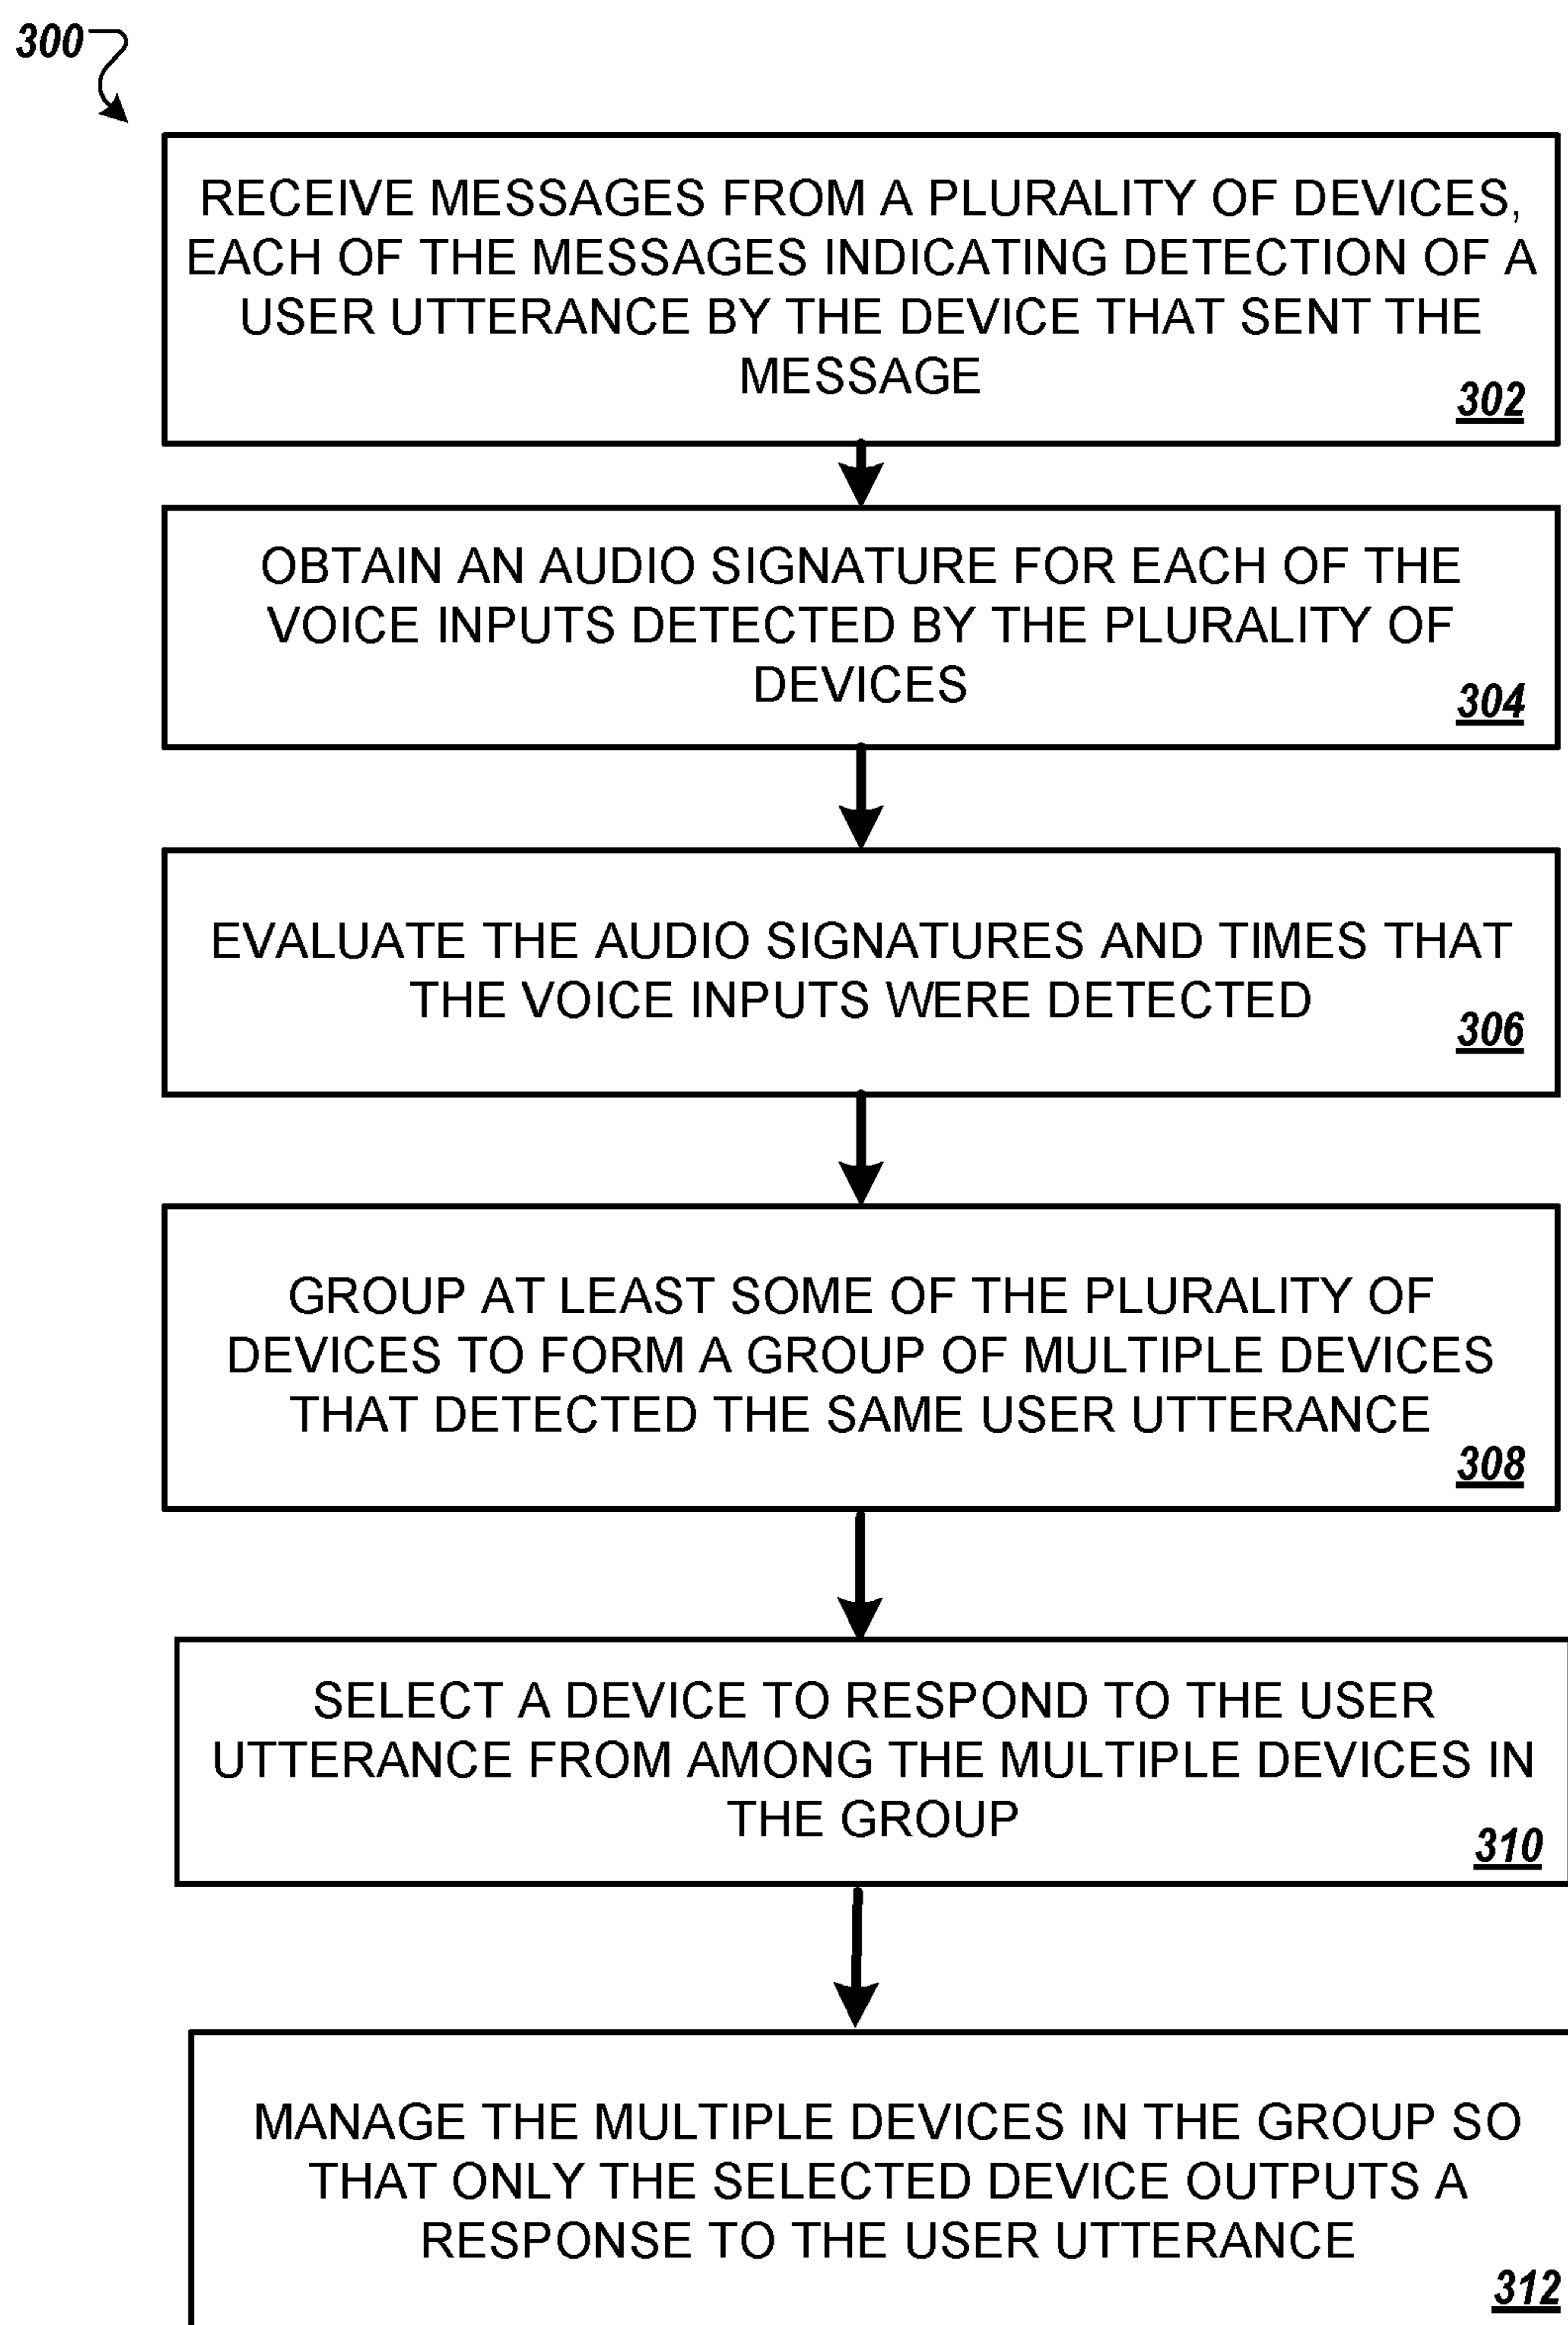 300
RECEIVE MESSAGES FROM A PLURALITY OF DEVICES,
EACH OF THE MESSAGES INDICATING DETECTION OF A
USER UTTERANCE BY THE DEVICE THAT SENT THE
MESSAGE
302
OBTAIN AN AUDIO SIGNATURE FOR EACH OF THE
VOICE INPUTS DETECTED BY THE PLURALITY OF
DEVICES
304
EVALUATE THE AUDIO SIGNATURES AND TIMES THAT
THE VOICE INPUTS WERE DETECTED
306
GROUP AT LEAST SOME OF THE PLURALITY OF
DEVICES TO FORM A GROUP OF MULTIPLE DEVICES
THAT DETECTED THE SAME USER UTTERANCE
308
SELECT A DEVICE TO RESPOND TO THE USER
UTTERANCE FROM AMONG THE MULTIPLE DEVICES IN
THE GROUP
310
MANAGE THE MULTIPLE DEVICES IN THE GROUP SO
THAT ONLY THE SELECTED DEVICE OUTPUTS A
RESPONSE TO THE USER UTTERANCE
312